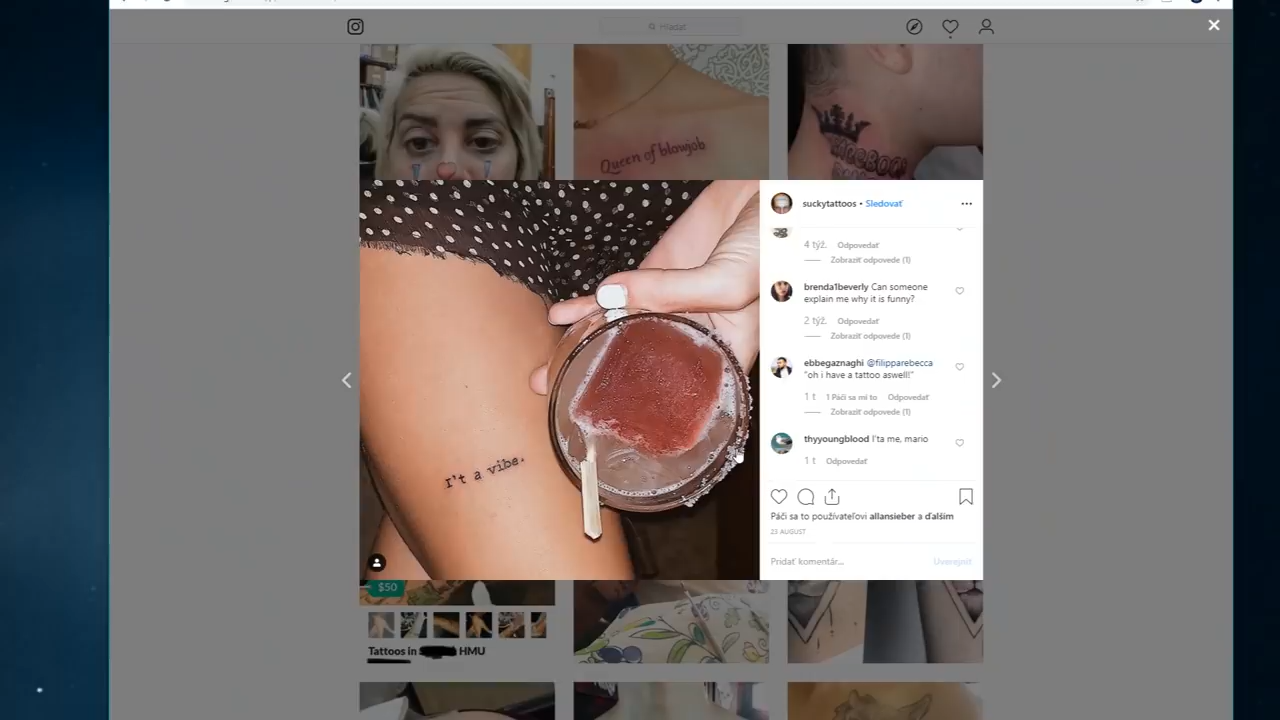 Hľadať
Queen of blowjob
suckytattoos • Sledovať
4 týž. Odpovedať
Zobraziť odpovede (1)
brenda1beverly Can someone
explain me why it is funny?
2 týž. Odpovedať
Zobraziť odpovede (1)
ebbegaznaghi @filipparebecca
"oh i have a tattoo aswell!"
1 t 1 Páči sa mi to Odpovedať
Zobraziť odpovede (1)
thyyoungblood I'ta me, mario
1 t Odpovedať
I't a vibe.
Páči sa to používateľovi allansieber a ďalším
23 AUGUST
Pridať komentár...
Uverejniť
$50
Tattoos in
HMU